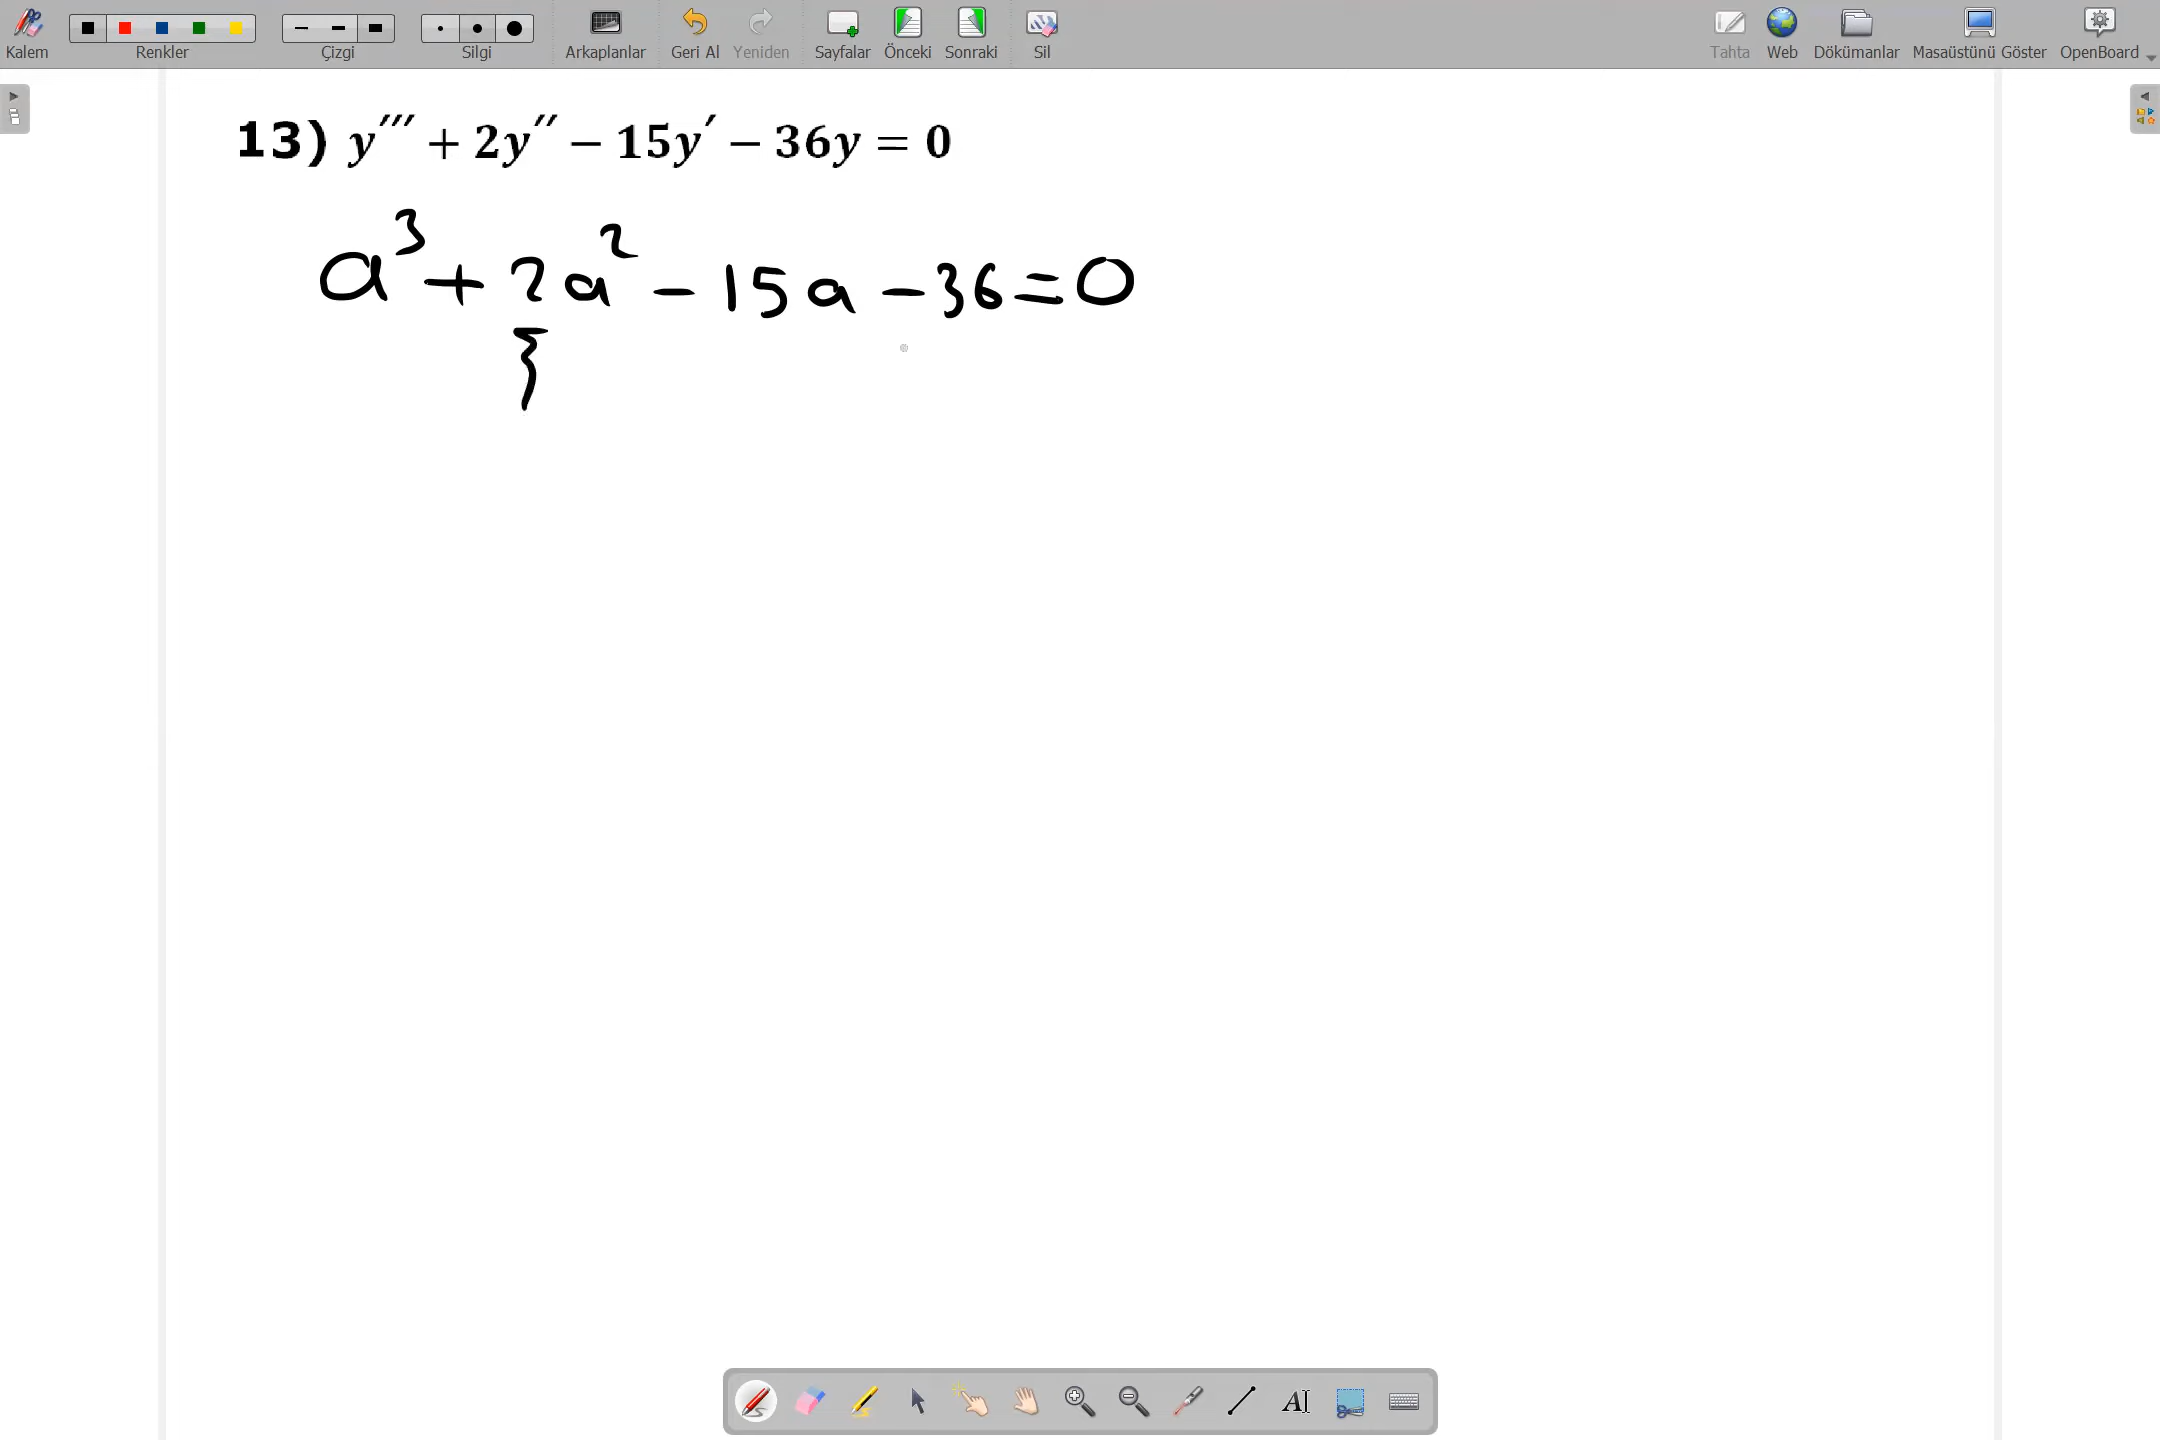 Kalem Renkler Çizgi Silgi Arkaplanlar Geri Al Yeniden Sayfalar Önceki Sonraki Sil Tahta Web Dökümanlar Masaüstünü Göster OpenBoard
13) y′′′ + 2y′′ − 15y′ − 36y = 0
a³ + 2a² − 15a − 36 = 0